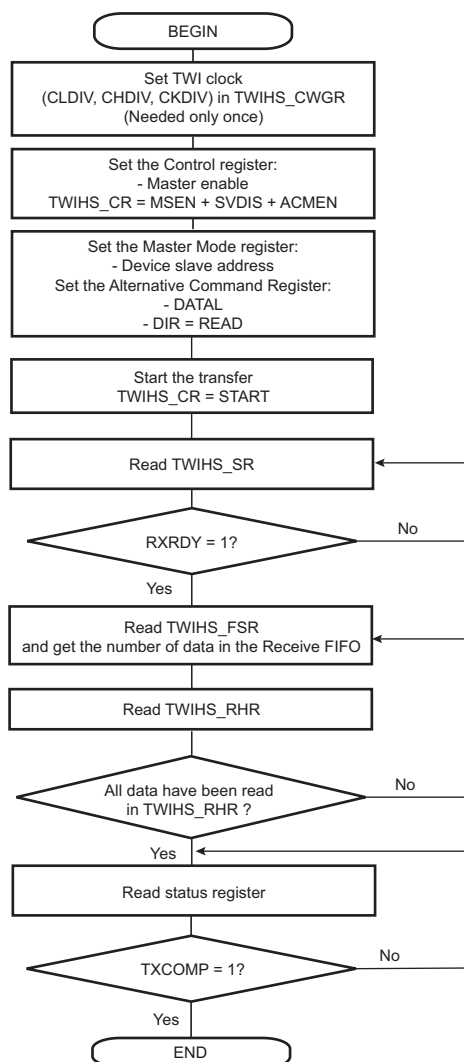 BEGIN
Set TWI clock
(CLDIV, CHDIV, CKDIV) in TWIHS_CWGR
(Needed only once)
Set the Control register:
- Master enable
TWIHS_CR = MSEN + SVDIS + ACMEN
Set the Master Mode register:
- Device slave address
Set the Alternative Command Register:
- DATAL
- DIR = READ
Start the transfer
TWIHS_CR = START
Read TWIHS_SR
RXRDY = 1?
No
Yes
Read TWIHS_FSR
and get the number of data in the Receive FIFO
Read TWIHS_RHR
All data have been read
in TWIHS_RHR ?
No
Yes
Read status register
TXCOMP = 1?
No
Yes
END